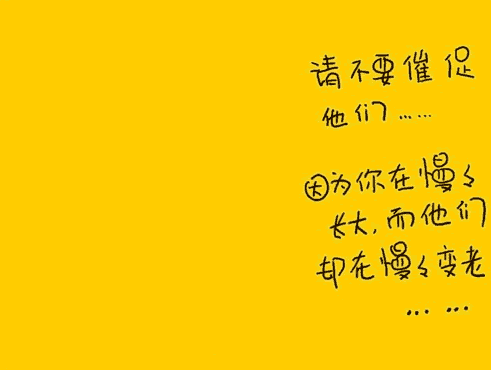 请不要催促
他们……
因为你在慢々
长大,而他们
却在慢々变老
… …